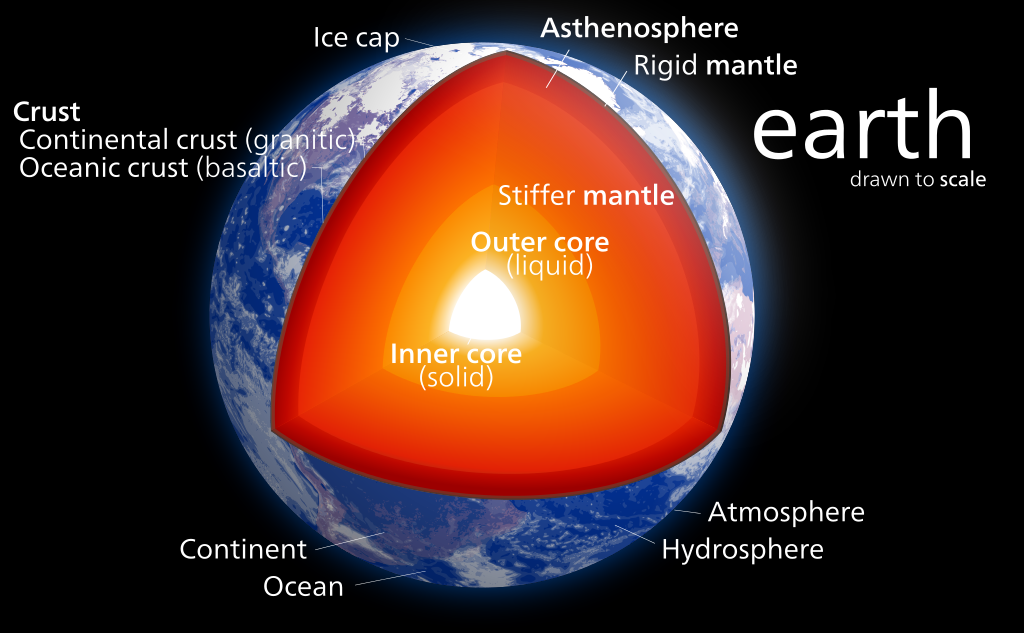 Ice cap
Asthenosphere
Rigid mantle
Crust
Continental crust (granitic)
Oceanic crust (basaltic)
earth
drawn to scale
Stiffer mantle
Outer core
(liquid)
Inner core
(solid)
Atmosphere
Hydrosphere
Continent
Ocean